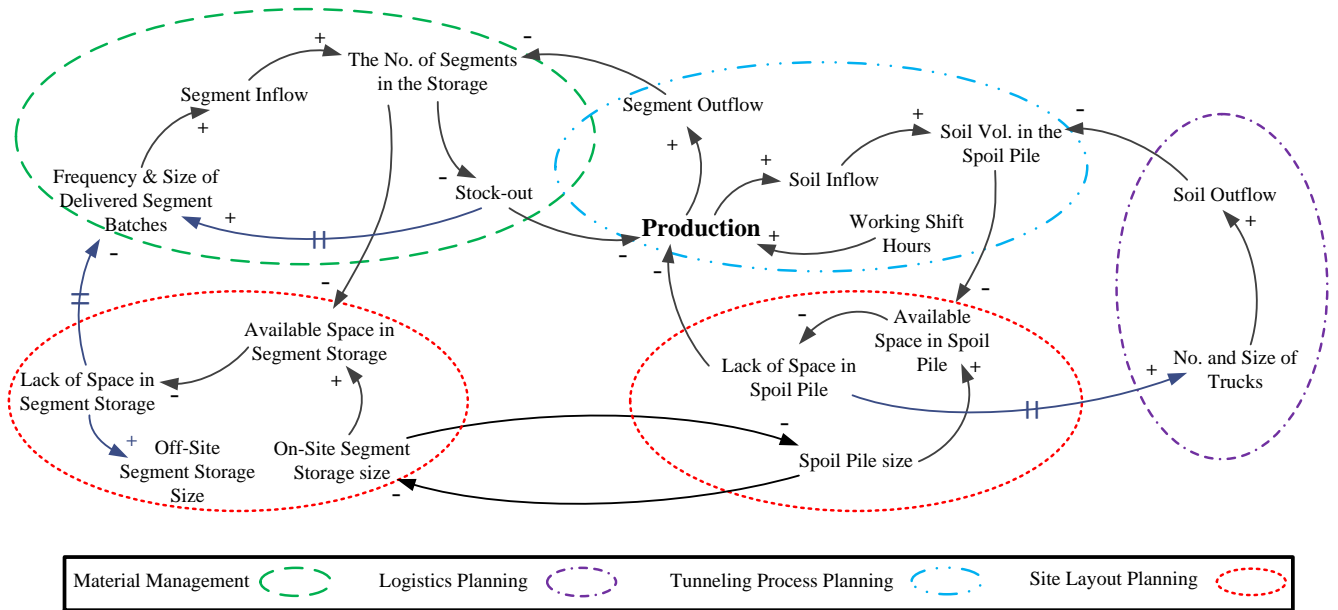 The No. of Segments
in the Storage
Segment Inflow
Frequency & Size of
Delivered Segment
Batches
Stock-out
Segment Outflow
Production
Soil Inflow
Working Shift
Hours
Soil Vol. in the
Spoil Pile
Soil Outflow
No. and Size of
Trucks
Available Space in
Segment Storage
Lack of Space in
Segment Storage
Off-Site
Segment Storage
Size
On-Site Segment
Storage size
Available
Space in Spoil
Pile
Lack of Space in
Spoil Pile
Spoil Pile size
+
+
-
-
+
-
-
-
+
-
+
-
-
+
+
+
+
-
-
+
-
+
+
-
-
Material Management
Logistics Planning
Tunneling Process Planning
Site Layout Planning